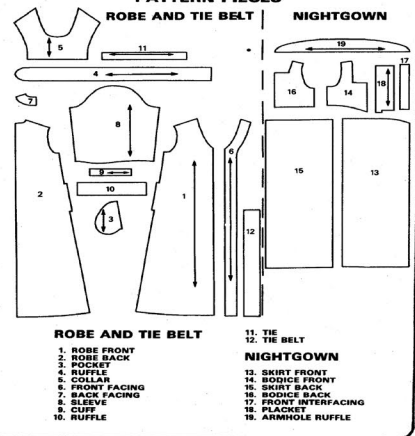 PATTERN PIECES
ROBE AND TIE BELT
NIGHTGOWN
5
11
4
7
8
9
10
3
2
1
6
12
19
16
14
18
17
15
13
ROBE AND TIE BELT
1. ROBE FRONT
2. ROBE BACK
3. POCKET
4. RUFFLE
5. COLLAR
6. FRONT FACING
7. BACK FACING
8. SLEEVE
9. CUFF
10. RUFFLE
11. TIE
12. TIE BELT
NIGHTGOWN
13. SKIRT FRONT
14. BODICE FRONT
15. SKIRT BACK
16. BODICE BACK
17. FRONT INTERFACING
18. PLACKET
19. ARMHOLE RUFFLE